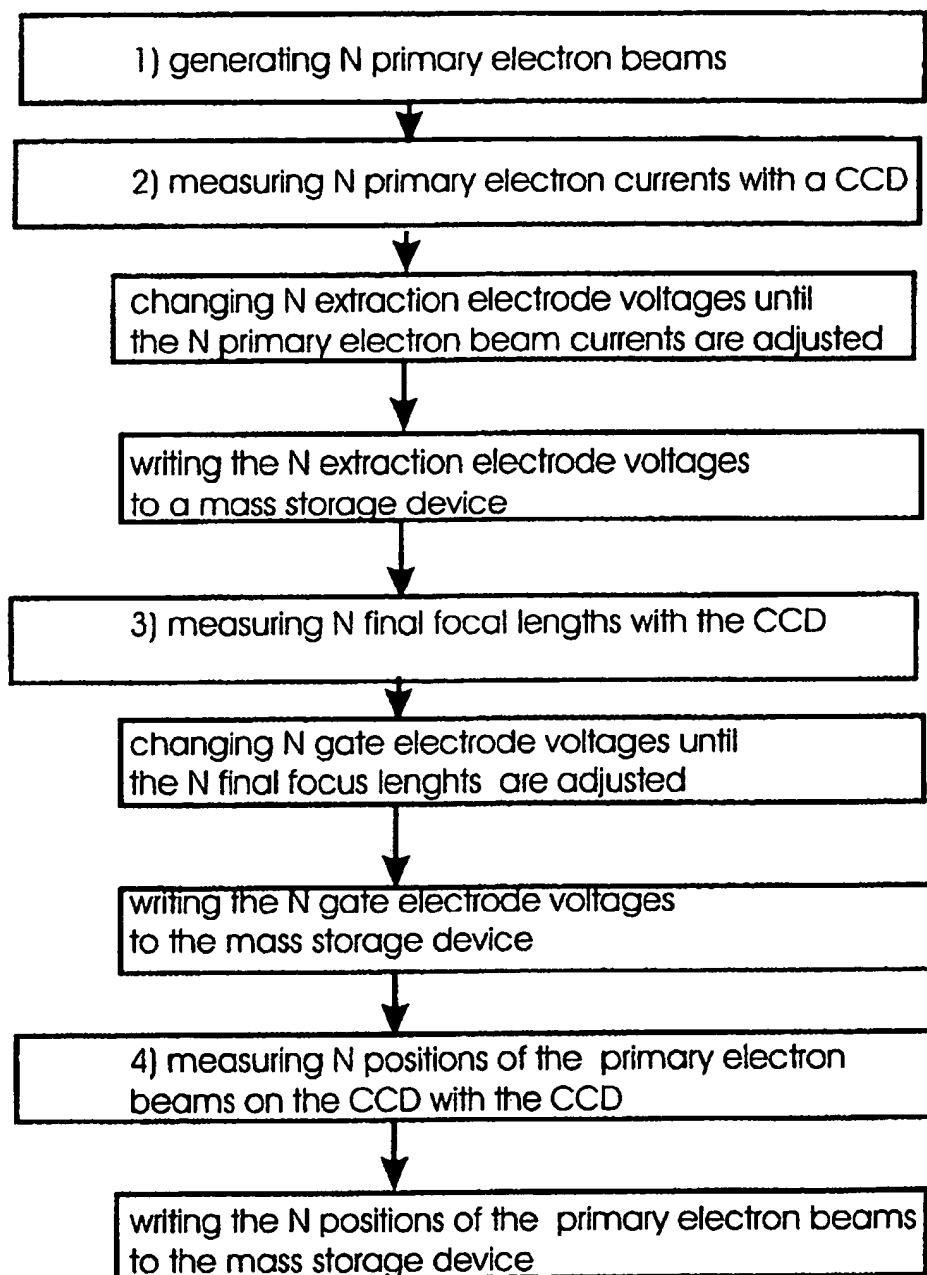 1) generating N primary electron beams
2) measuring N primary electron currents with a CCD
changing N extraction electrode voltages until
the N primary electron beam currents are adjusted
writing the N extraction electrode voltages
to a mass storage device
3) measuring N final focal lengths with the CCD
changing N gate electrode voltages until
the N final focus lenghts are adjusted
writing the N gate electrode voltages
to the mass storage device
4) measuring N positions of the primary electron
beams on the CCD with the CCD
writing the N positions of the primary electron beams
to the mass storage device